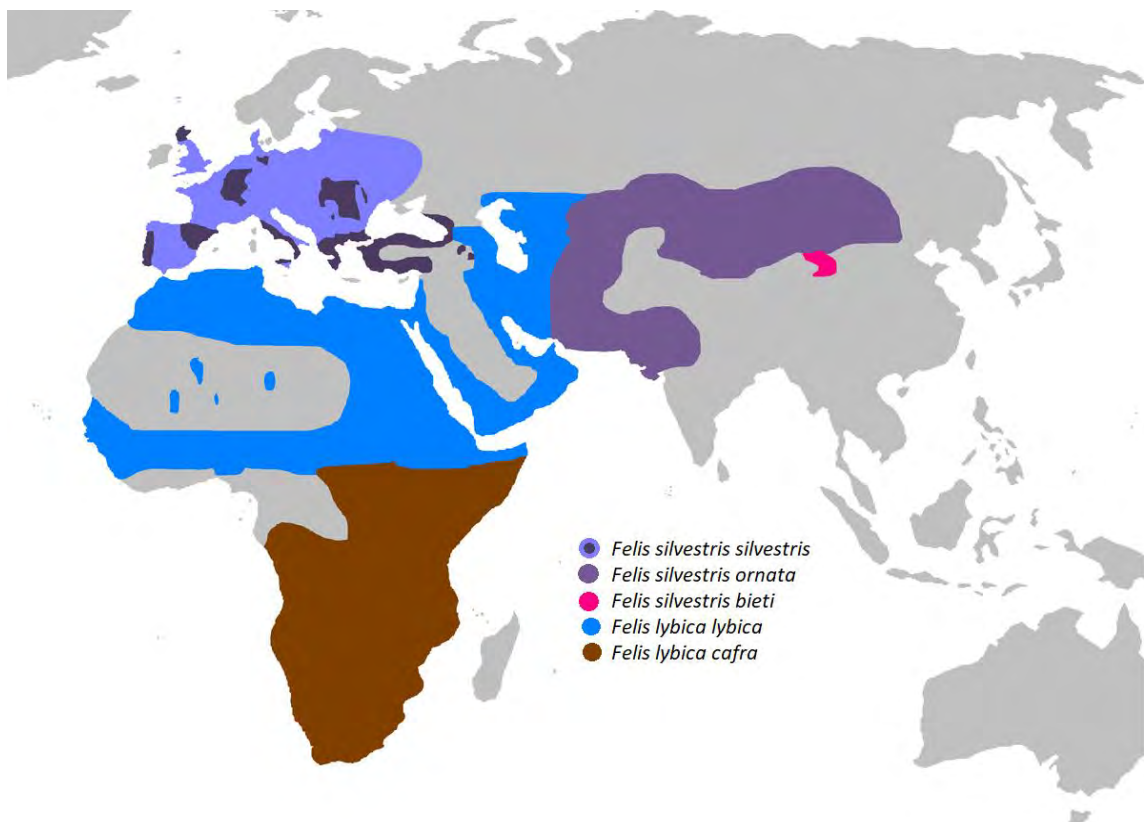 Felis silvestris silvestris
Felis silvestris ornata
Felis silvestris bieti
Felis lybica lybica
Felis lybica cafra